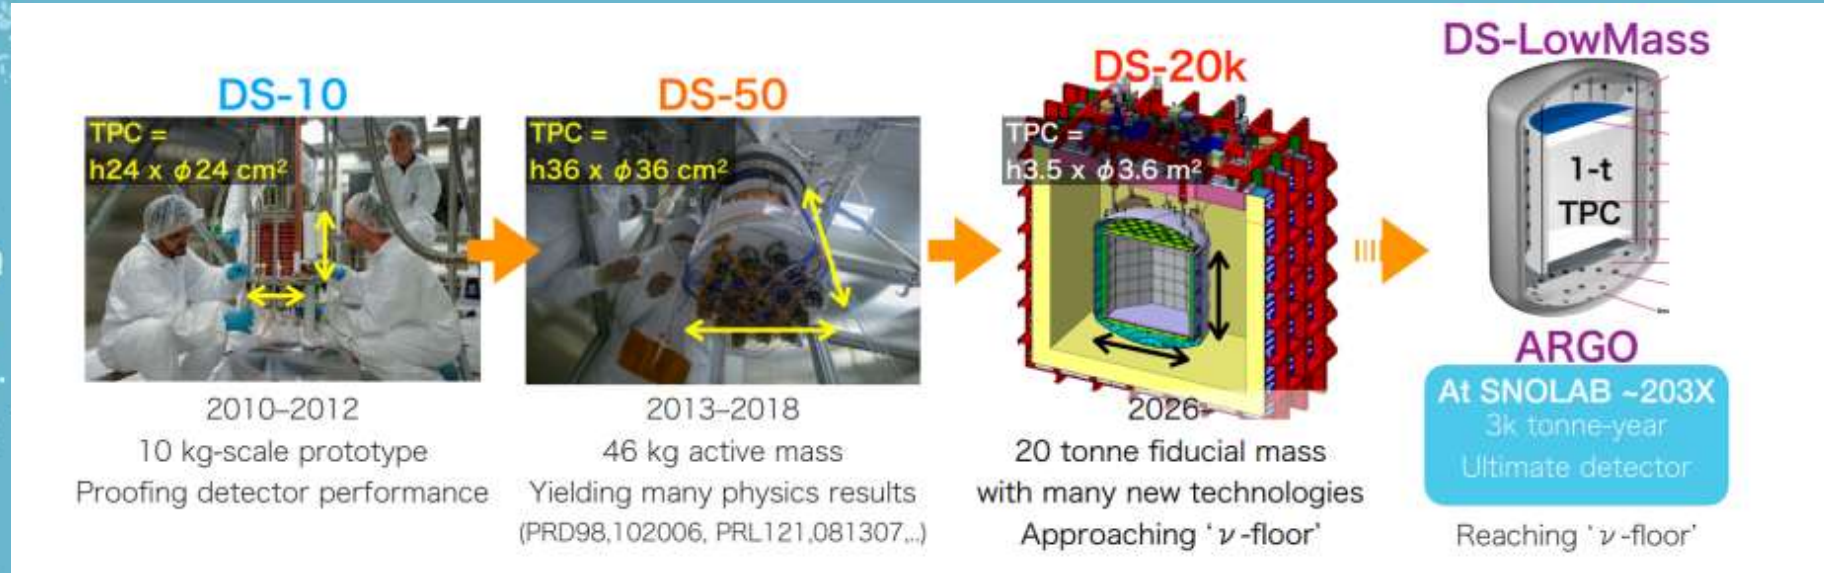 DS-10
TPC =
h24 x φ24 cm²
2010–2012
10 kg-scale prototype
Proofing detector performance
DS-50
TPC =
h36 x φ36 cm²
2013–2018
46 kg active mass
Yielding many physics results
(PRD98,102006, PRL121,081307,..)
DS-20k
TPC =
h3.5 x φ3.6 m²
2026-
20 tonne fiducial mass
with many new technologies
Approaching ‘ν-floor’
DS-LowMass
1-t
TPC
ARGO
At SNOLAB ~203X
3k tonne-year
Ultimate detector
Reaching ‘ν-floor’